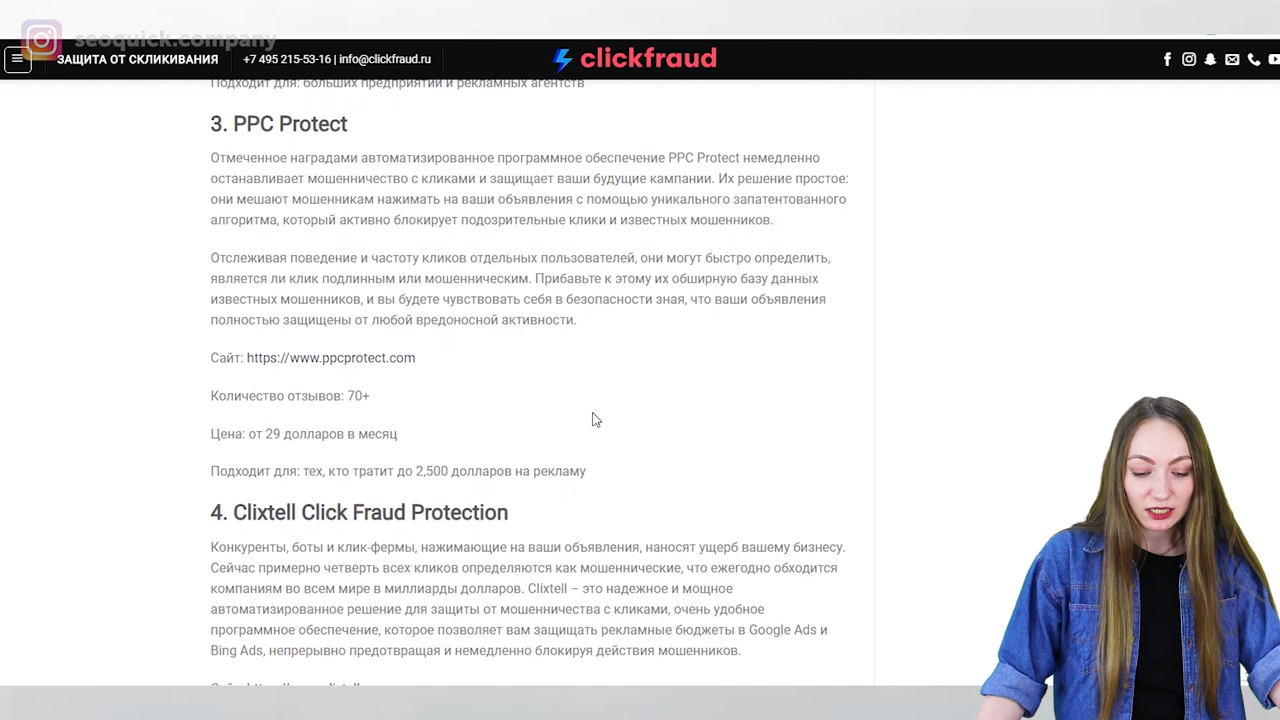 seoquick.company
ЗАЩИТА ОТ СКЛИКИВАНИЯ
+7 495 215-53-16 | info@clickfraud.ru
clickfraud
Подходит для: больших предприятий и рекламных агентств
3. PPC Protect
Отмеченное наградами автоматизированное программное обеспечение PPC Protect немедленно
останавливает мошенничество с кликами и защищает ваши будущие кампании. Их решение простое:
они мешают мошенникам нажимать на ваши объявления с помощью уникального запатентованного
алгоритма, который активно блокирует подозрительные клики и известных мошенников.
Отслеживая поведение и частоту кликов отдельных пользователей, они могут быстро определить,
является ли клик подлинным или мошенническим. Прибавьте к этому их обширную базу данных
известных мошенников, и вы будете чувствовать себя в безопасности зная, что ваши объявления
полностью защищены от любой вредоносной активности.
Сайт: https://www.ppcprotect.com
Количество отзывов: 70+
Цена: от 29 долларов в месяц
Подходит для: тех, кто тратит до 2,500 долларов на рекламу
4. Clixtell Click Fraud Protection
Конкуренты, боты и клик-фермы, нажимающие на ваши объявления, наносят ущерб вашему бизнесу.
Сейчас примерно четверть всех кликов определяются как мошеннические, что ежегодно обходится
компаниям во всем мире в миллиарды долларов. Clixtell – это надежное и мощное
автоматизированное решение для защиты от мошенничества с кликами, очень удобное
программное обеспечение, которое позволяет вам защищать рекламные бюджеты в Google Ads и
Bing Ads, непрерывно предотвращая и немедленно блокируя действия мошенников.